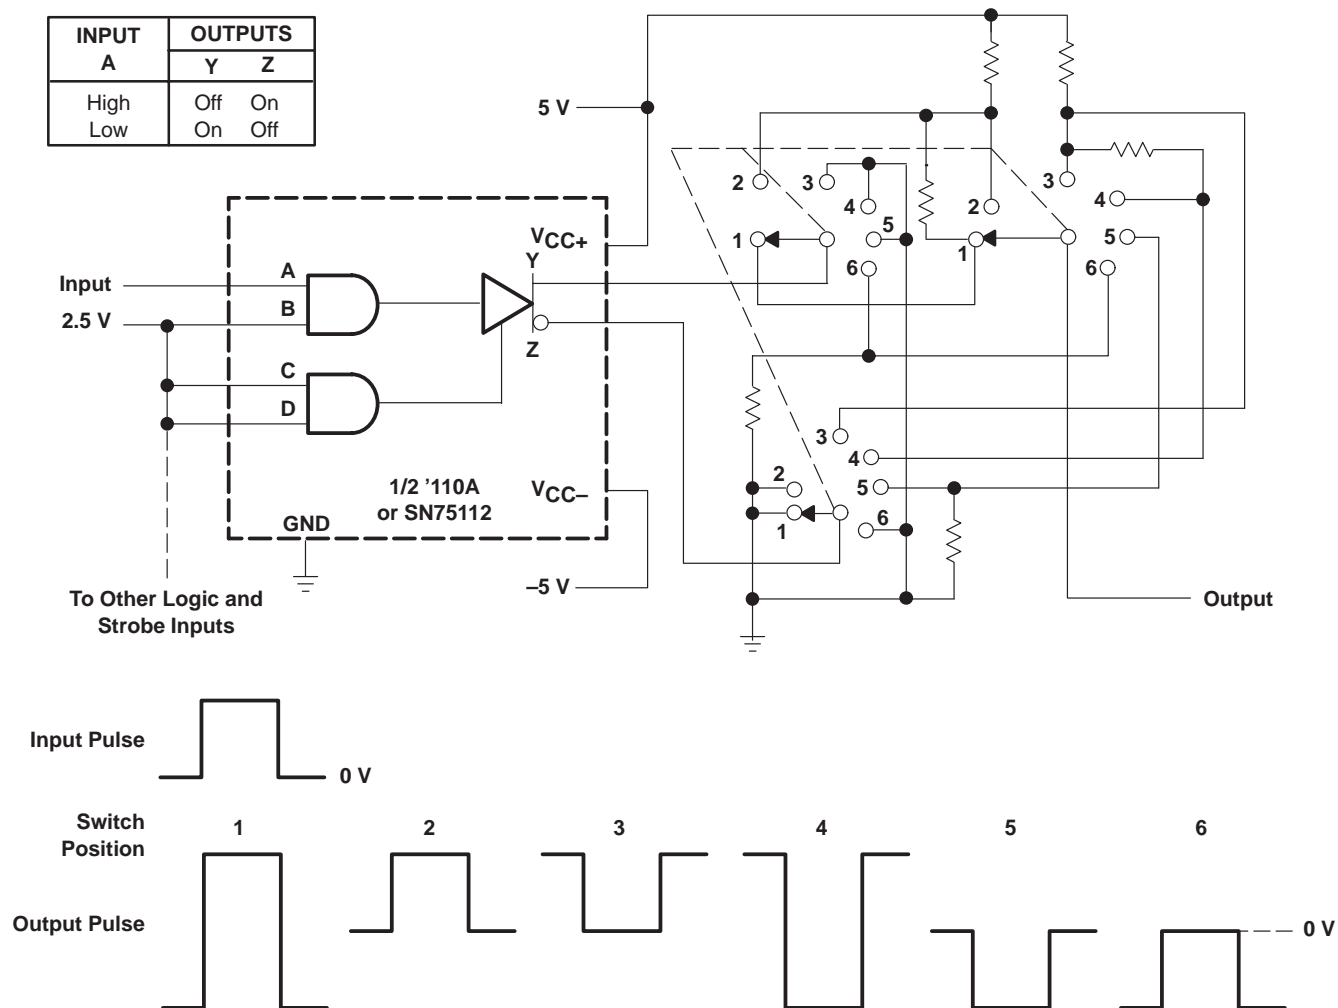 INPUT OUTPUTS
A Y Z
High Off On
Low On Off
5 V
2 3 4 5 1 6
2 1
3 4 5 6
VCC+
Y
Input
A
2.5 V
B
Z
C
D
3
4
2 5
1 6
1/2 '110A
or SN75112
VCC–
GND
–5 V
To Other Logic and
Strobe Inputs
Output
Input Pulse
0 V
Switch
Position
1 2 3 4 5 6
Output Pulse
0 V